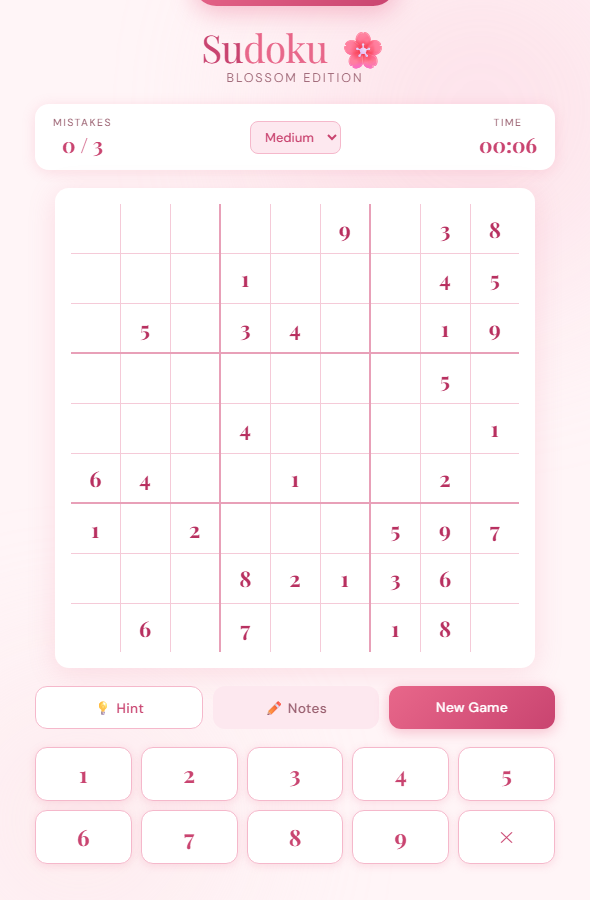 Sudoku 🌸
BLOSSOM EDITION
MISTAKES
0 / 3
Medium
TIME
00:06
9 3 8
1 4 5
5 3 4 1 9
5
4 1
6 4 1 2
1 2 5 9 7
8 2 1 3 6
6 7 1 8
💡 Hint
✏️ Notes
New Game
1 2 3 4 5
6 7 8 9 ×